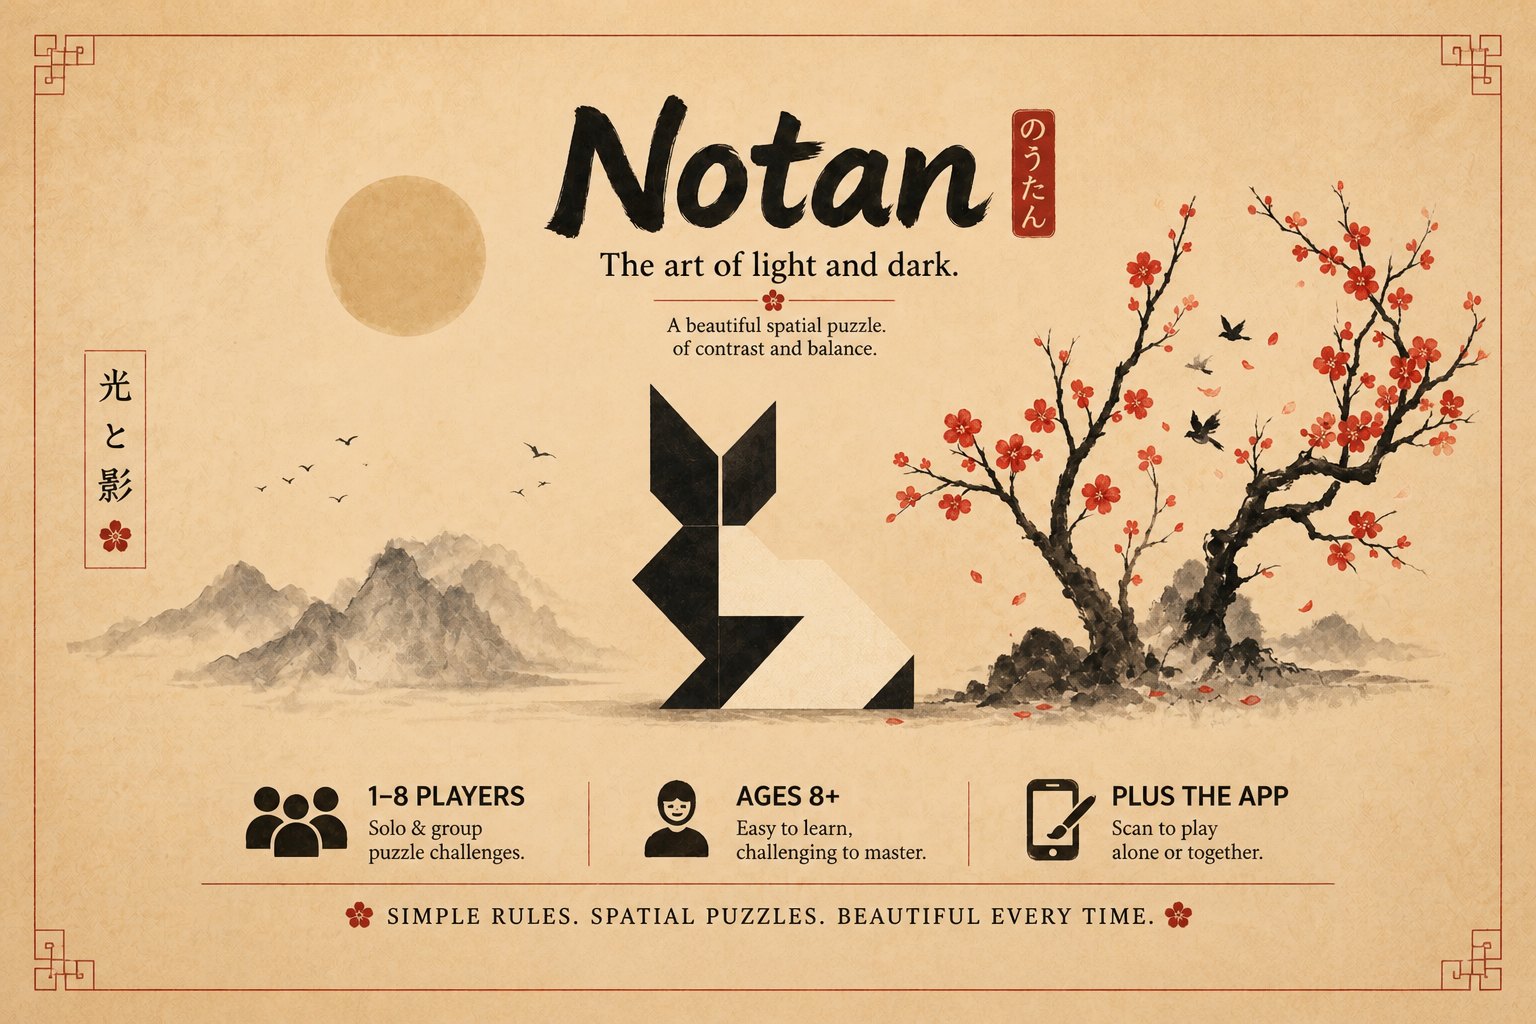 Notan
のうたん
The art of light and dark.
A beautiful spatial puzzle.
of contrast and balance.
光と影
1–8 PLAYERS
Solo & group
puzzle challenges.
AGES 8+
Easy to learn,
challenging to master.
PLUS THE APP
Scan to play
alone or together.
SIMPLE RULES. SPATIAL PUZZLES. BEAUTIFUL EVERY TIME.